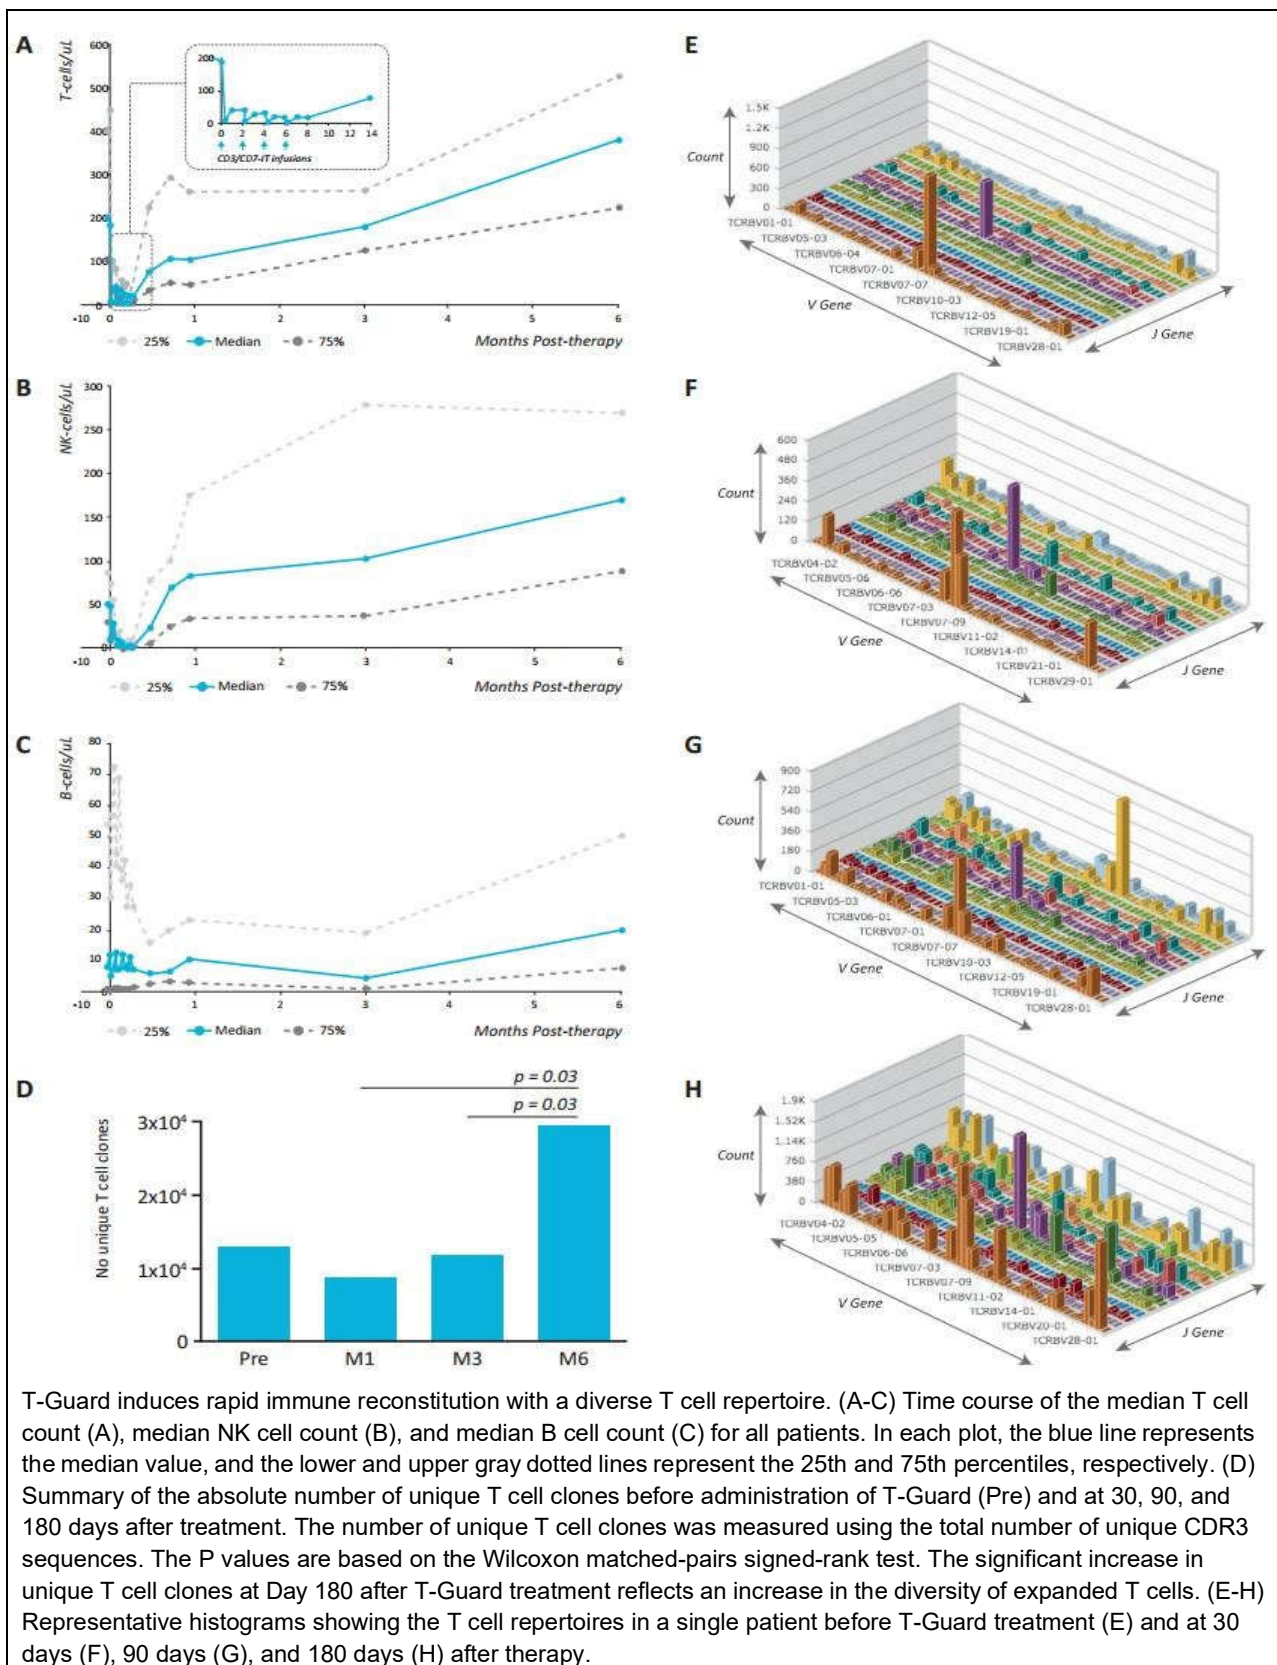 A
T-cells/uL
600
500
400
300
200
100
0
-10
0
1
2
3
4
5
6
200
100
0
0
2
4
6
8
10
12
14
CD3/CD7-IT infusions
25%
Median
75%
Months Post-therapy
B
NK-cells/uL
300
250
200
150
100
50
0
-10
0
1
2
3
4
5
6
25%
Median
75%
Months Post-therapy
C
B-cells/uL
80
70
60
50
40
30
20
10
0
-10
0
1
2
3
4
5
6
25%
Median
75%
Months Post-therapy
D
p = 0.03
p = 0.03
No unique T cell clones
3x10⁴
2x10⁴
1x10⁴
0
Pre
M1
M3
M6
E
1.5K
1.2K
900
600
300
0
Count
TCRBV01-01
TCRBV05-03
TCRBV06-04
TCRBV07-01
TCRBV07-07
TCRBV10-03
TCRBV12-05
TCRBV19-01
TCRBV28-01
V Gene
J Gene
F
600
480
360
240
120
0
Count
TCRBV04-02
TCRBV05-06
TCRBV06-06
TCRBV07-03
TCRBV07-09
TCRBV11-02
TCRBV14-01
TCRBV21-01
TCRBV29-01
V Gene
J Gene
G
900
720
540
360
180
0
Count
TCRBV01-01
TCRBV05-03
TCRBV06-01
TCRBV07-01
TCRBV07-07
TCRBV10-03
TCRBV12-05
TCRBV19-01
TCRBV28-01
V Gene
J Gene
H
1.9K
1.52K
1.14K
760
380
0
Count
TCRBV04-02
TCRBV05-05
TCRBV06-06
TCRBV07-03
TCRBV07-09
TCRBV11-02
TCRBV14-01
TCRBV20-01
TCRBV28-01
V Gene
J Gene
T-Guard induces rapid immune reconstitution with a diverse T cell repertoire. (A-C) Time course of the median T cell
count (A), median NK cell count (B), and median B cell count (C) for all patients. In each plot, the blue line represents
the median value, and the lower and upper gray dotted lines represent the 25th and 75th percentiles, respectively. (D)
Summary of the absolute number of unique T cell clones before administration of T-Guard (Pre) and at 30, 90, and
180 days after treatment. The number of unique T cell clones was measured using the total number of unique CDR3
sequences. The P values are based on the Wilcoxon matched-pairs signed-rank test. The significant increase in
unique T cell clones at Day 180 after T-Guard treatment reflects an increase in the diversity of expanded T cells. (E-H)
Representative histograms showing the T cell repertoires in a single patient before T-Guard treatment (E) and at 30
days (F), 90 days (G), and 180 days (H) after therapy.